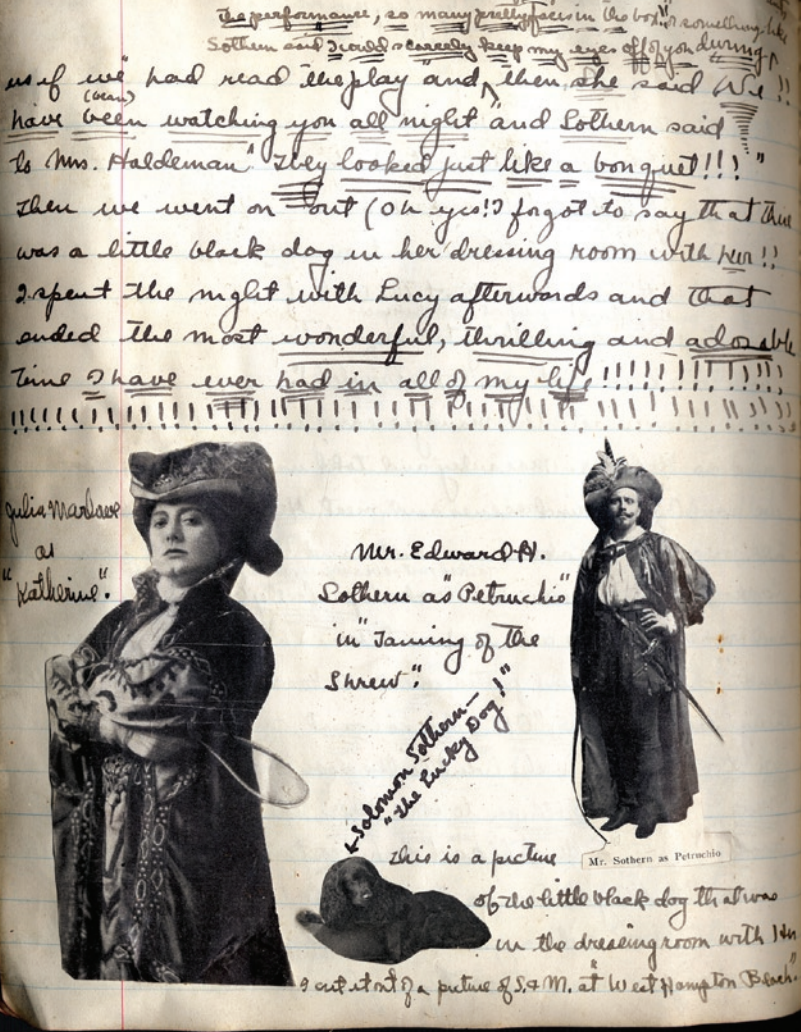 the performance, so many pretty faces in the box" or something like
Sothern said I could scarcely keep my eyes off of you during
us if we" had read the play "and then she said We!!
(been)
have been watching you all night" and Sothern said
to Mrs. Haldeman" They looked just like a bouquet!!!"
Then we went on out (Oh yes! I forgot to say that there
was a little black dog in her dressing room with her!!
I spent the night with Lucy afterwards and that
ended the most wonderful, thrilling and adorable
time I have ever had in all of my life!!!!!!!!!!!
!!!!!!!!!!!!!!!!!!!!!!!!!!!!!!!!!!!!!!!
Julia Marlowe
as
"Katherine".
Mr. Edward H.
Sothern as "Petruchio"
in "Taming of the
Shrew".
Solomon Sothern—
"The Lucky Dog!"
Mr. Sothern as Petruchio
This is a picture
of the little black dog that was
in the dressing room with Her
I cut it out of a picture of S. & M. at "West Hampton Beach."